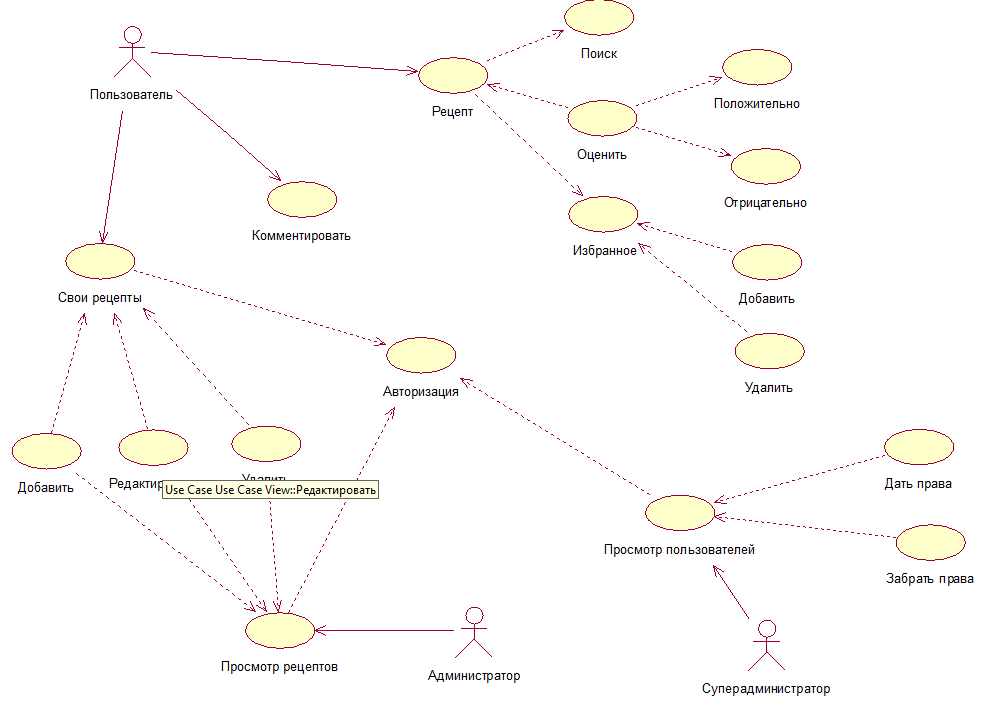 Поиск
Пользователь
Рецепт
Положительно
Оценить
Отрицательно
Комментировать
Избранное
Свои рецепты
Добавить
Авторизация
Удалить
Добавить
Use Case Use Case View::Редактировать
Дать права
Просмотр пользователей
Забрать права
Просмотр рецептов
Администратор
Суперадминистратор